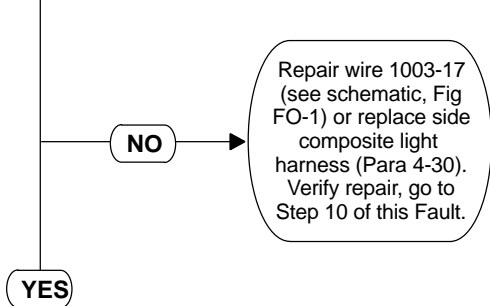 NO
Repair wire 1003-17
(see schematic, Fig
FO-1) or replace side
composite light
harness (Para 4-30).
Verify repair, go to
Step 10 of this Fault.
YES